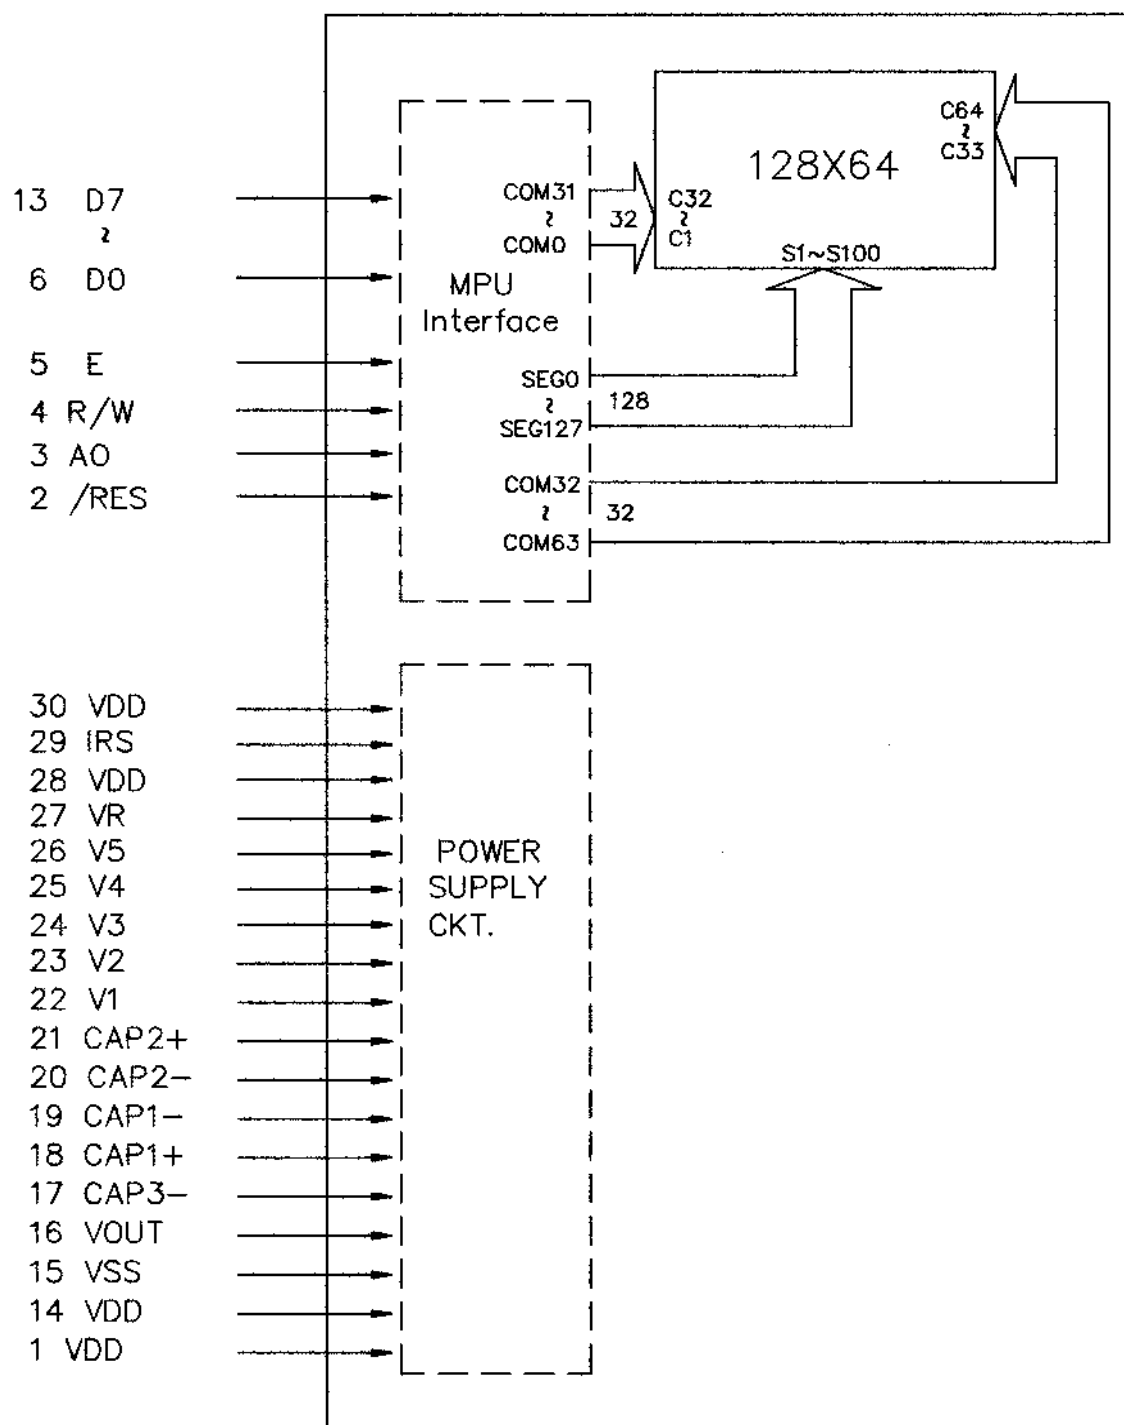 13 D7
~
6 D0
5 E
4 R/W
3 A0
2 /RES
MPU
Interface
COM31
~
COM0
32
SEG0
~
SEG127
128
COM32
~
COM63
32
128X64
C32
~
C1
C64
~
C33
S1~S100
30 VDD
29 IRS
28 VDD
27 VR
26 V5
25 V4
24 V3
23 V2
22 V1
21 CAP2+
20 CAP2-
19 CAP1-
18 CAP1+
17 CAP3-
16 VOUT
15 VSS
14 VDD
1 VDD
POWER
SUPPLY
CKT.